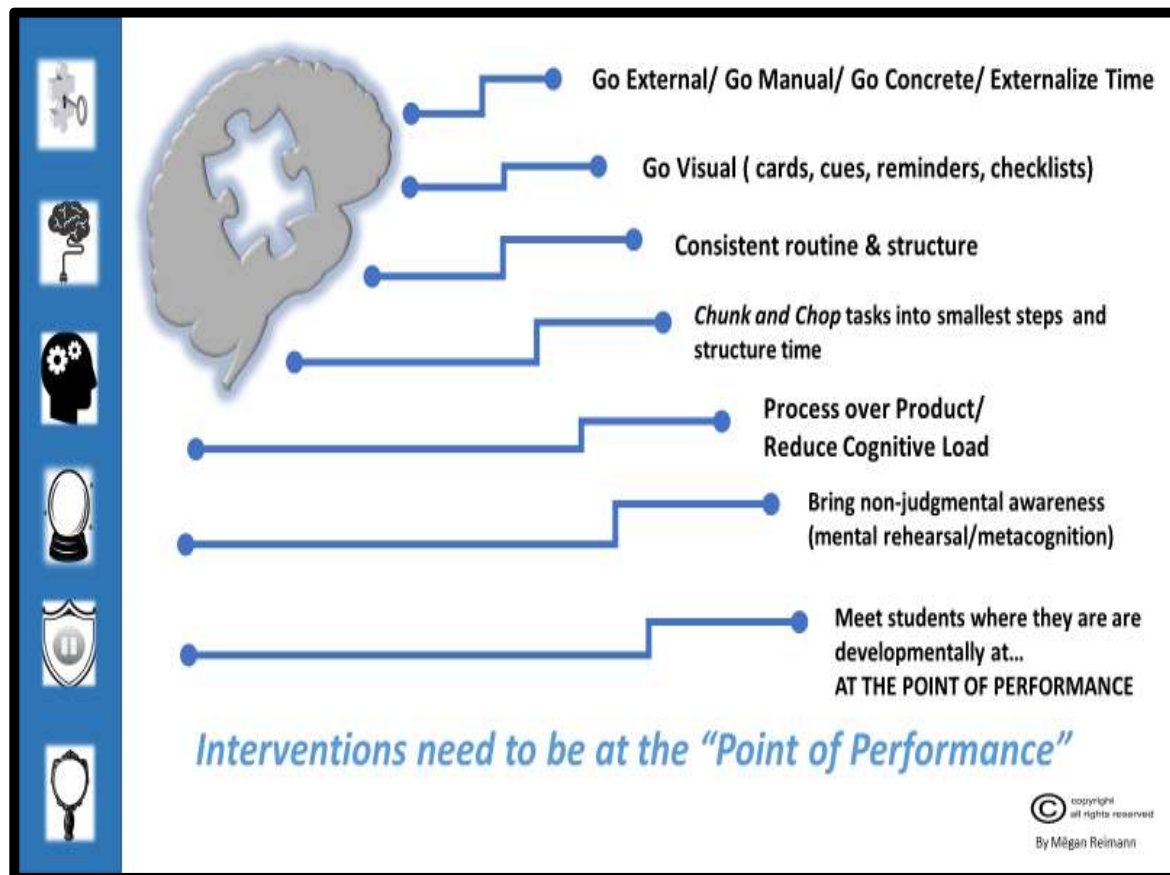 Go External/ Go Manual/ Go Concrete/ Externalize Time
Go Visual ( cards, cues, reminders, checklists)
Consistent routine & structure
Chunk and Chop tasks into smallest steps and
structure time
Process over Product/
Reduce Cognitive Load
Bring non-judgmental awareness
(mental rehearsal/metacognition)
Meet students where they are are
developmentally at…
AT THE POINT OF PERFORMANCE
Interventions need to be at the “Point of Performance”
© copyright
all rights reserved
By Mēgan Reimann